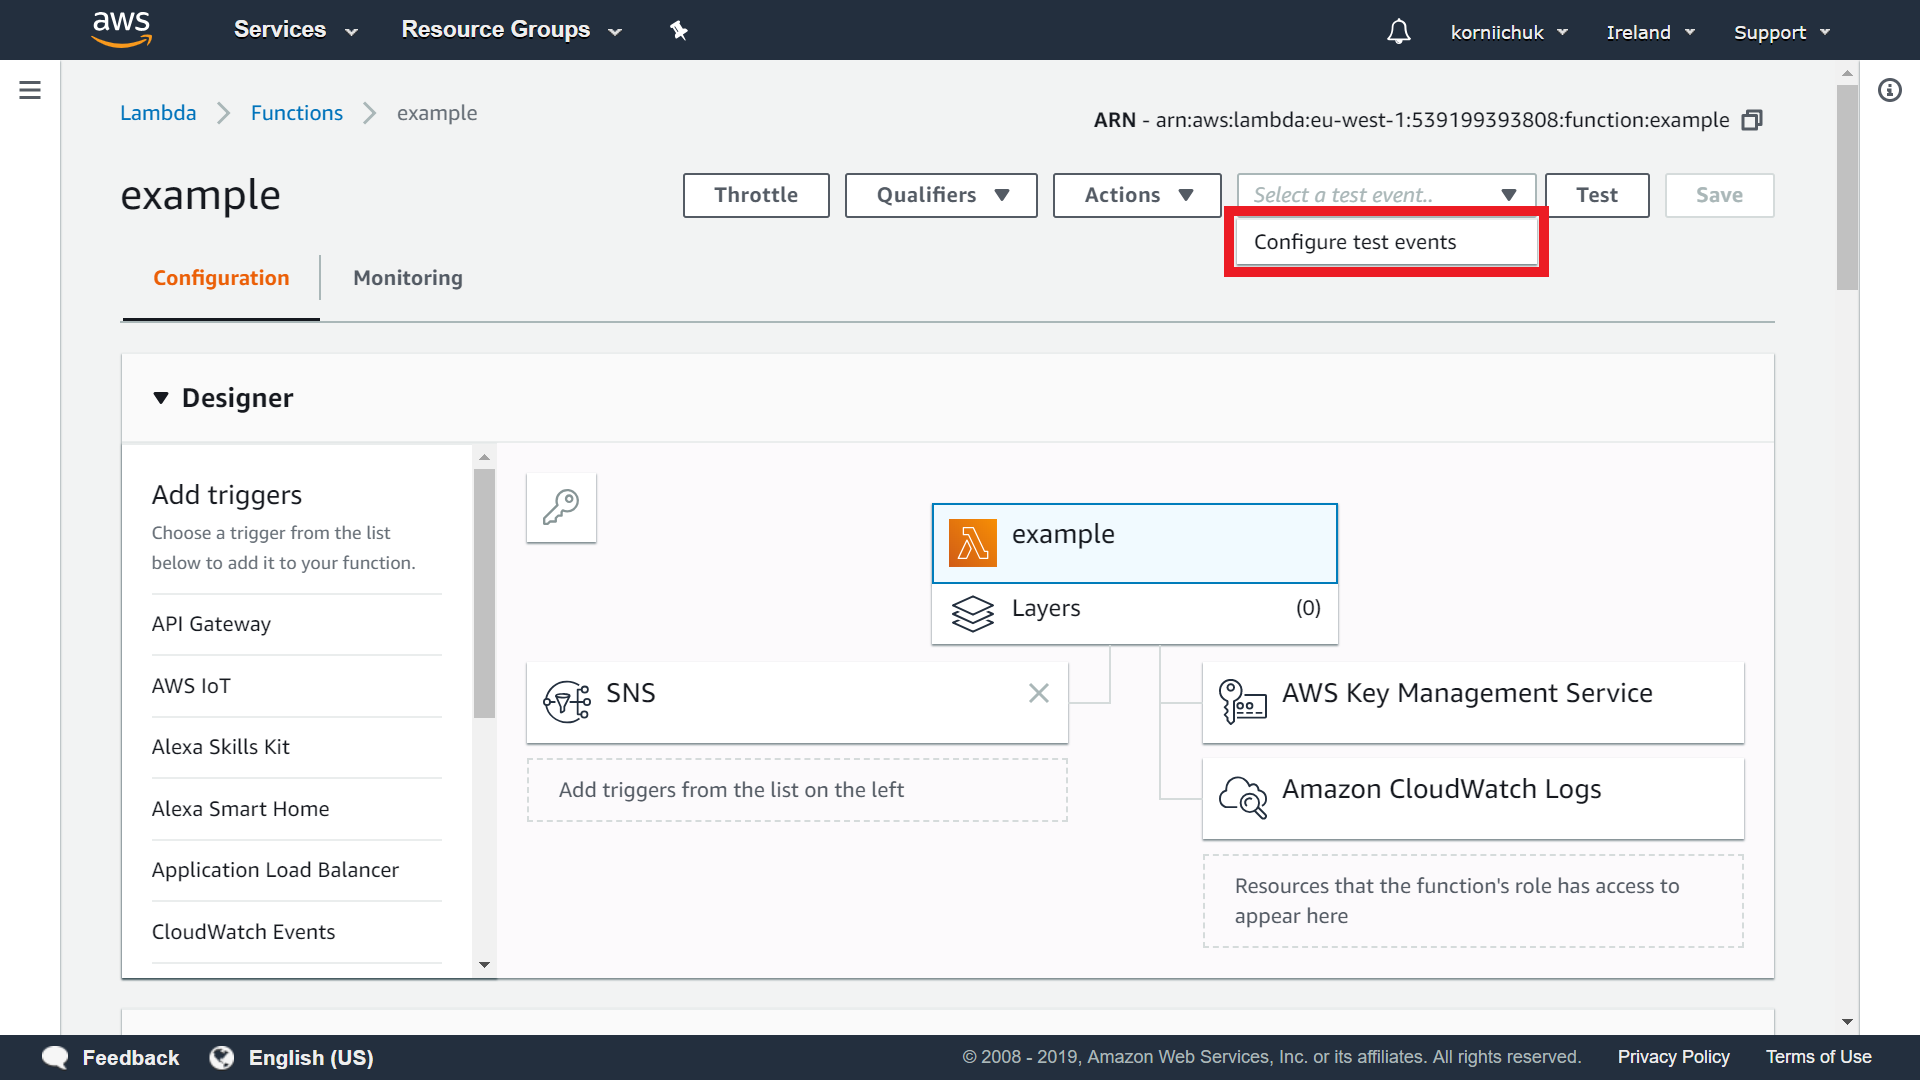 aws
Services
Resource Groups
korniichuk
Ireland
Support
Lambda
Functions
example
ARN - arn:aws:lambda:eu-west-1:539199393808:function:example
example
Throttle
Qualifiers
Actions
Select a test event..
Test
Save
Configure test events
Configuration
Monitoring
Designer
Add triggers
Choose a trigger from the list
below to add it to your function.
API Gateway
AWS IoT
Alexa Skills Kit
Alexa Smart Home
Application Load Balancer
CloudWatch Events
example
Layers
(0)
SNS
Add triggers from the list on the left
AWS Key Management Service
Amazon CloudWatch Logs
Resources that the function's role has access to
appear here
Feedback
English (US)
© 2008 - 2019, Amazon Web Services, Inc. or its affiliates. All rights reserved.
Privacy Policy
Terms of Use